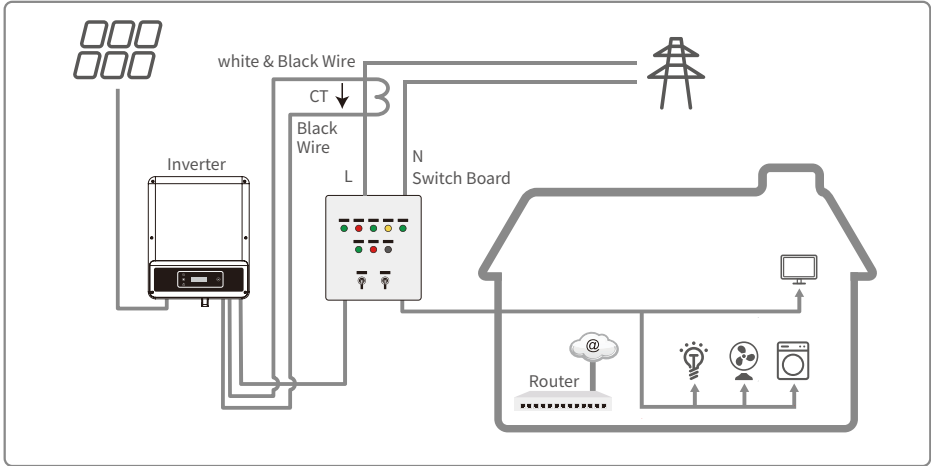 white & Black Wire
CT
Black
Wire
Inverter
L
N
Switch Board
@
Router